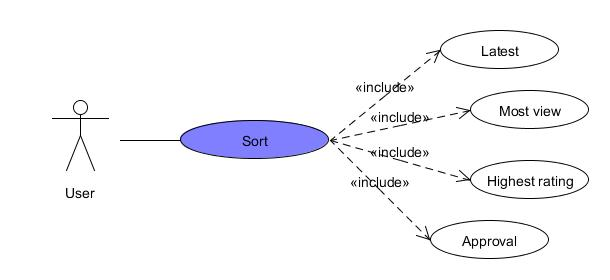 Latest
«include»
Most view
«include»
Sort
«include»
Highest rating
«include»
User
Approval